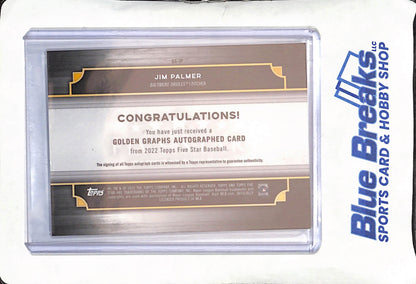 JIM PALMER
BALTIMORE ORIOLES® | PITCHER
CONGRATULATIONS!
You have just received a
GOLDEN GRAPHS AUTOGRAPHED CARD
from 2022 Topps Five Star Baseball.
The signing of all Topps autograph cards is witnessed by a Topps representative to guarantee authenticity.
Topps
Blue Breaks LLC
SPORTS CARD & HOBBY SHOP